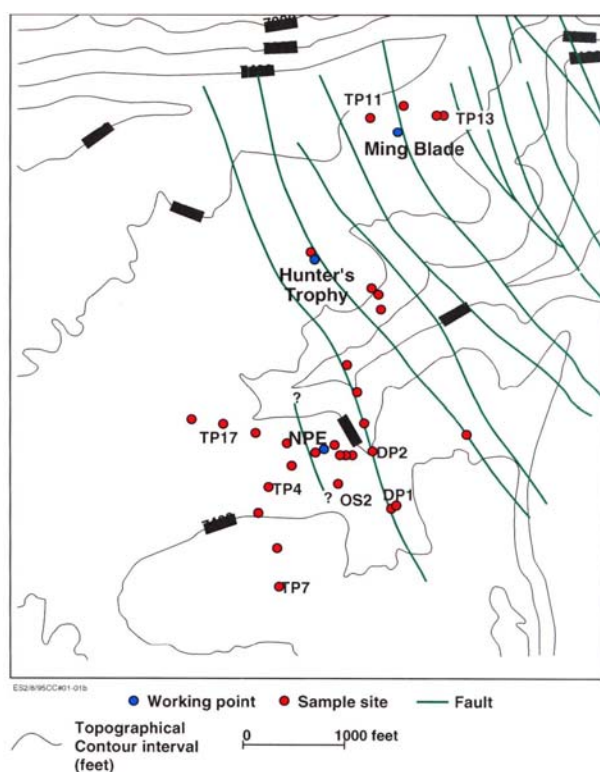 TP11
TP13
Ming Blade
Hunter's
Trophy
?
TP17
NPE
DP2
TP4
OS2
DP1
?
TP7
ES2/8/95CC#01-01b
Working point
Sample site
Fault
Topographical
Contour interval
(feet)
0
1000 feet